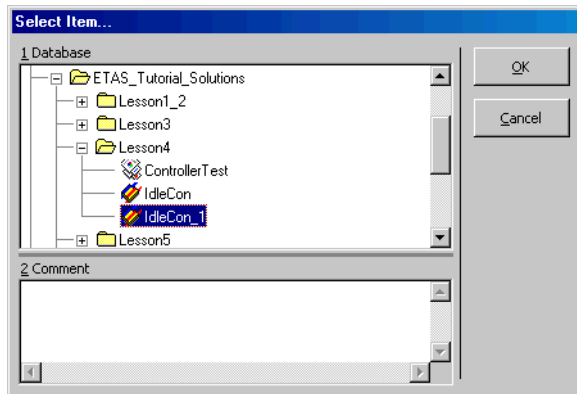 Select Item...
1 Database
ETAS_Tutorial_Solutions
Lesson1_2
Lesson3
Lesson4
ControllerTest
IdleCon
IdleCon_1
Lesson5
2 Comment
OK
Cancel